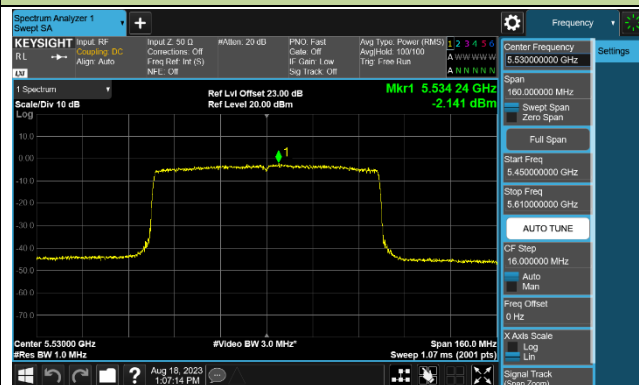 Spectrum Analyzer 1
Swept SA
Frequency
KEYSIGHT
Input: RF
Coupling: DC
Align: Auto
Input Z: 50 Ω
Corrections: Off
Freq Ref: Int (S)
NFE: Off
#Atten: 20 dB
PNO: Fast
Gate: Off
IF Gain: Low
Sig Track: Off
Avg Type: Power (RMS)
Avg|Hold: 100/100
Trig: Free Run
1 2 3 4 5 6
A W W W W W
A N N N N N
RL
LXI
1 Spectrum
Scale/Div 10 dB
Log
Ref Lvl Offset 23.00 dB
Ref Level 20.00 dBm
Mkr1 5.534 24 GHz
-2.141 dBm
10.0
0.00
-10.0
-20.0
-30.0
-40.0
-50.0
-60.0
-70.0
1
Center 5.53000 GHz
#Res BW 1.0 MHz
#Video BW 3.0 MHz*
Span 160.0 MHz
Sweep 1.07 ms (2001 pts)
Center Frequency
5.530000000 GHz
Settings
Span
160.000000 MHz
Swept Span
Zero Span
Full Span
Start Freq
5.450000000 GHz
Stop Freq
5.610000000 GHz
AUTO TUNE
CF Step
16.000000 MHz
Auto
Man
Freq Offset
0 Hz
X Axis Scale
Log
Lin
Signal Track
(Span Zoom)
Aug 18, 2023
1:07:14 PM